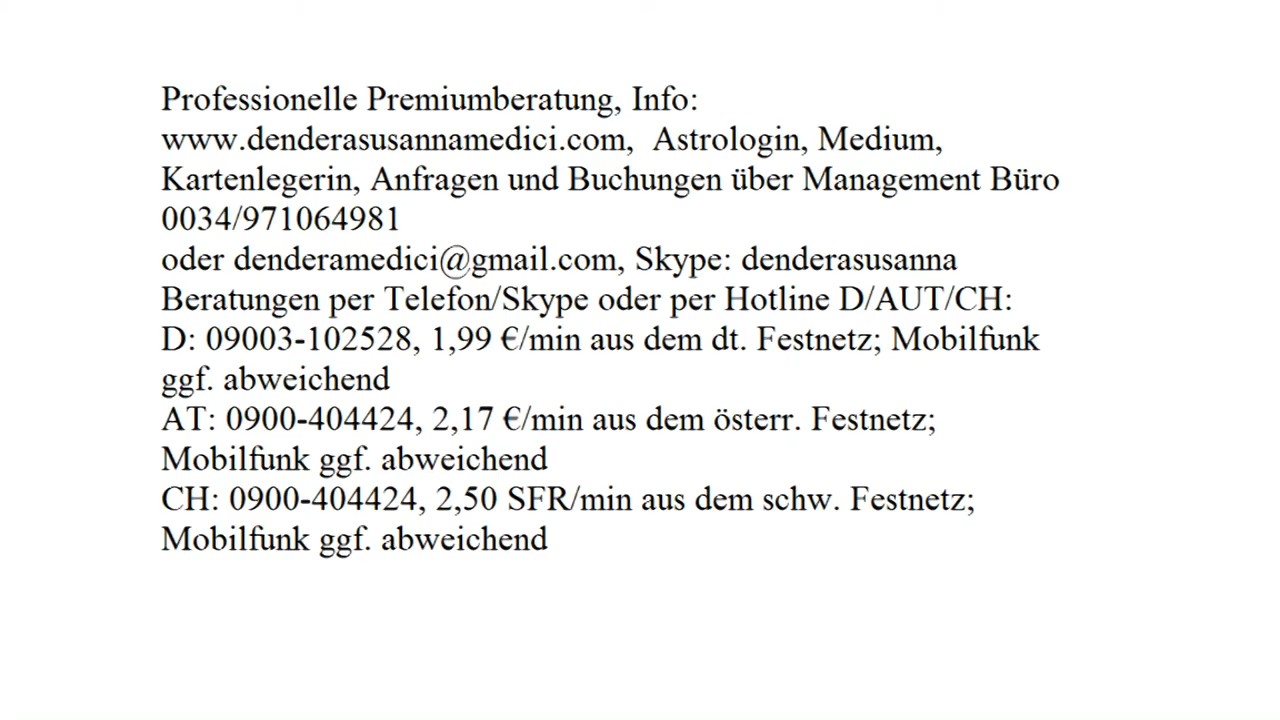 Professionelle Premiumberatung, Info:
www.denderasusannamedici.com,  Astrologin, Medium,
Kartenlegerin, Anfragen und Buchungen über Management Büro
0034/971064981
oder denderamedici@gmail.com, Skype: denderasusanna
Beratungen per Telefon/Skype oder per Hotline D/AUT/CH:
D: 09003-102528, 1,99 €/min aus dem dt. Festnetz; Mobilfunk
ggf. abweichend
AT: 0900-404424, 2,17 €/min aus dem österr. Festnetz;
Mobilfunk ggf. abweichend
CH: 0900-404424, 2,50 SFR/min aus dem schw. Festnetz;
Mobilfunk ggf. abweichend